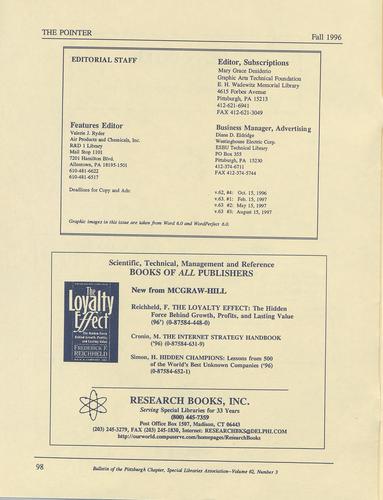 THE POINTER
Fall 1996
EDITORIAL STAFF
Editor, Subscriptions
Mary Grace Desiderio
Graphic Arts Technical Foundation
E. H. Wadewitz Memorial Library
4615 Forbes Avenue
Pittsburgh, PA 15213
412-621-6941
FAX 412-621-3049
Features Editor
Valerie J. Ryder
Air Products and Chemicals, Inc.
R&D 1 Library
Mail Stop 1101
7201 Hamilton Blvd.
Allentown, PA 18195-1501
610-481-6622
610-481-6517
Business Manager, Advertising
Diane D. Eldridge
Westinghouse Electric Corp.
ESBU Technical Library
PO Box 355
Pittsburgh, PA 15230
412-374-6711
FAX 412-374-5744
Deadlines for Copy and Ads:
v.62, #4: Oct. 15, 1996
v.63, #1: Feb. 15, 1997
v.63 #2: May 15, 1997
v.63 #3: August 15, 1997
Graphic images in this issue are taken from Word 6.0 and WordPerfect 6.0.
Scientific, Technical, Management and Reference
BOOKS OF ALL PUBLISHERS
The
Loyalty
Effect
FREDERICK F.
REICHHELD
New from MCGRAW-HILL
Reichheld, F. THE LOYALTY EFFECT: The Hidden
Force Behind Growth, Profits, and Lasting Value
(96') (0-87584-448-0)
Cronin, M. THE INTERNET STRATEGY HANDBOOK
('96) (0-87584-631-9)
Simon, H. HIDDEN CHAMPIONS: Lessons from 500
of the World's Best Unknown Companies ('96)
(0-87584-652-1)
RESEARCH BOOKS, INC.
Serving Special Libraries for 33 Years
(800) 445-7359
Post Office Box 1507, Madison, CT 06443
(203) 245-3279, FAX (203) 245-1830, Internet: RESEARCHBKS@DELPHI.COM
http://ourworld.compuserve.com/homepages/ResearchBooks
98
Bulletin of the Pittsburgh Chapter, Special Libraries Association--Volume 62, Number 3